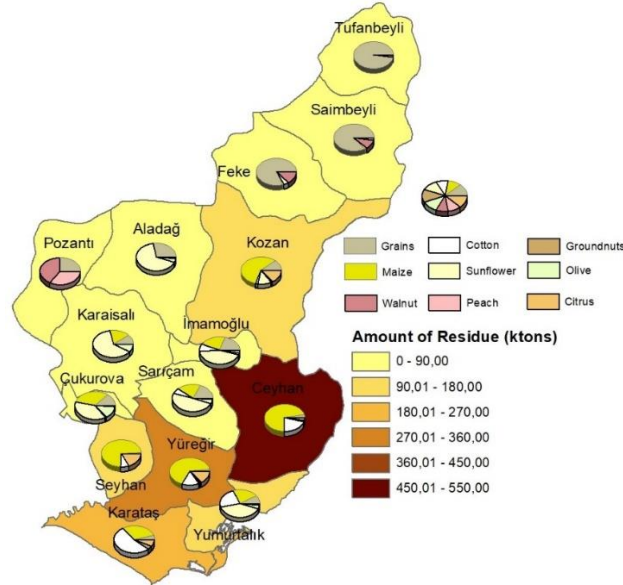 Tufanbeyli
Saimbeyli
Feke
Pozantı
Aladağ
Kozan
Karaisalı
İmamoğlu
Çukurova
Sarıçam
Ceyhan
Yüreğir
Seyhan
Karataş
Yumurtalık
Grains
Cotton
Groundnuts
Maize
Sunflower
Olive
Walnut
Peach
Citrus
Amount of Residue (ktons)
0 - 90,00
90,01 - 180,00
180,01 - 270,00
270,01 - 360,00
360,01 - 450,00
450,01 - 550,00